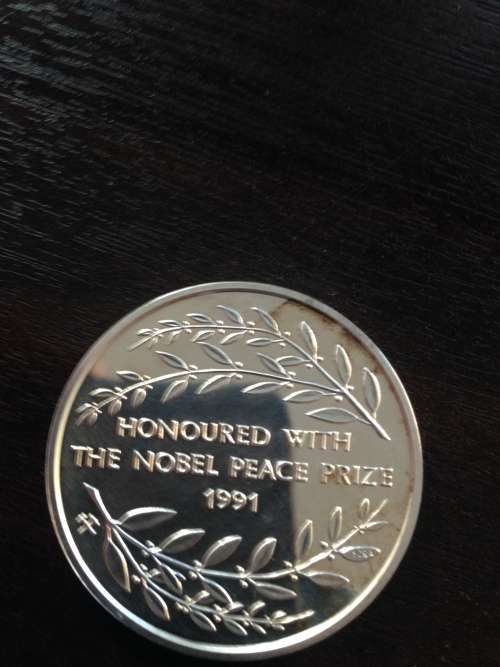 HONOURED WITH
THE NOBEL PEACE PRIZE
1991